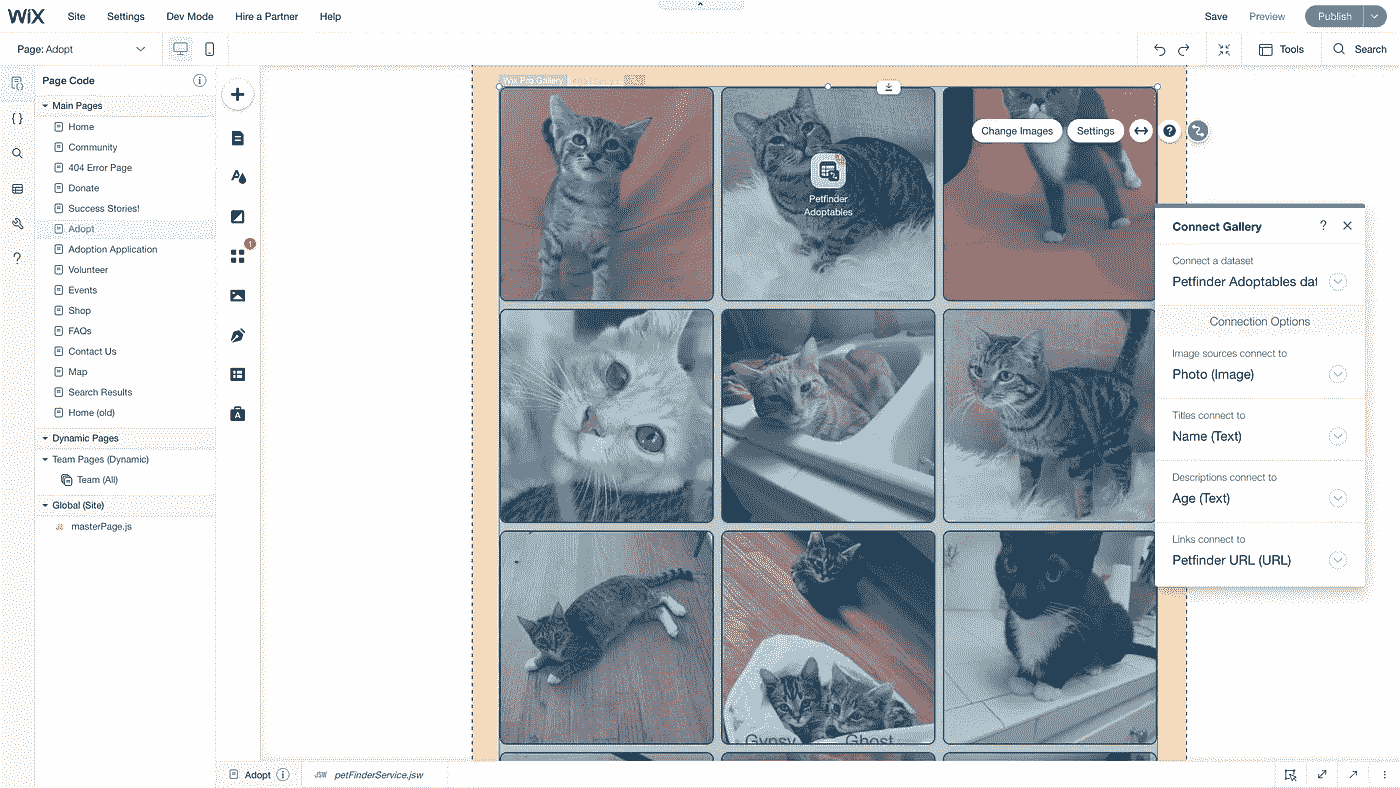 WiX Site Settings Dev Mode Hire a Partner Help Save Preview Publish
Page: Adopt Tools Search
Page Code
Main Pages
Home
Community
404 Error Page
Donate
Success Stories!
Adopt
Adoption Application
Volunteer
Events
Shop
FAQs
Contact Us
Map
Search Results
Home (old)
Dynamic Pages
Team Pages (Dynamic)
Team (All)
Global (Site)
masterPage.js
1
Wix Pro Gallery
Change Images Settings
Petfinder
Adoptables
Gypsy Ghost
Connect Gallery
Connect a dataset
Petfinder Adoptables dat
Connection Options
Image sources connect to
Photo (Image)
Titles connect to
Name (Text)
Descriptions connect to
Age (Text)
Links connect to
Petfinder URL (URL)
Adopt JSW petFinderService.jsw